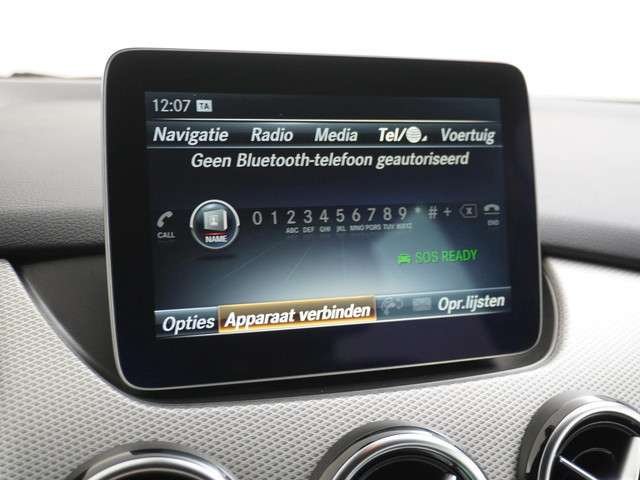 12:07 TA
Navigatie Radio Media Tel/ Voertuig
Geen Bluetooth-telefoon geautoriseerd
0 1 2 3 4 5 6 7 8 9 * # +
CALL NAME ABC DEF GHI JKL MNO PQRS TUV WXYZ END
SOS READY
Opties Apparaat verbinden Opr.lijsten